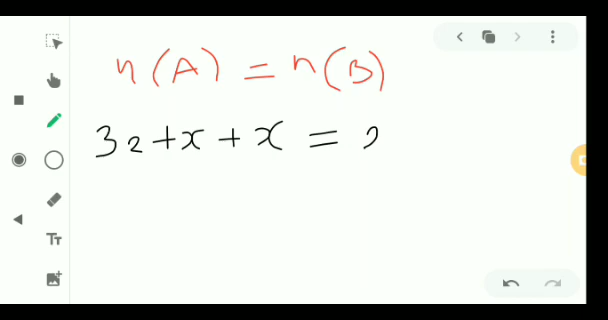 n(A) = n(B)
32+x+x =